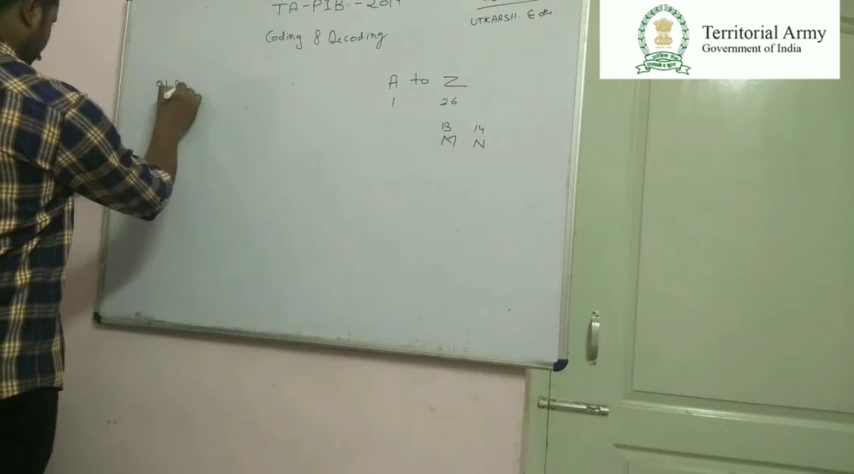 TA-PIB-2019
Coding & Decoding
UTKARSH Edu.
A to Z
1 26
13 14
M N
Territorial Army
Government of India